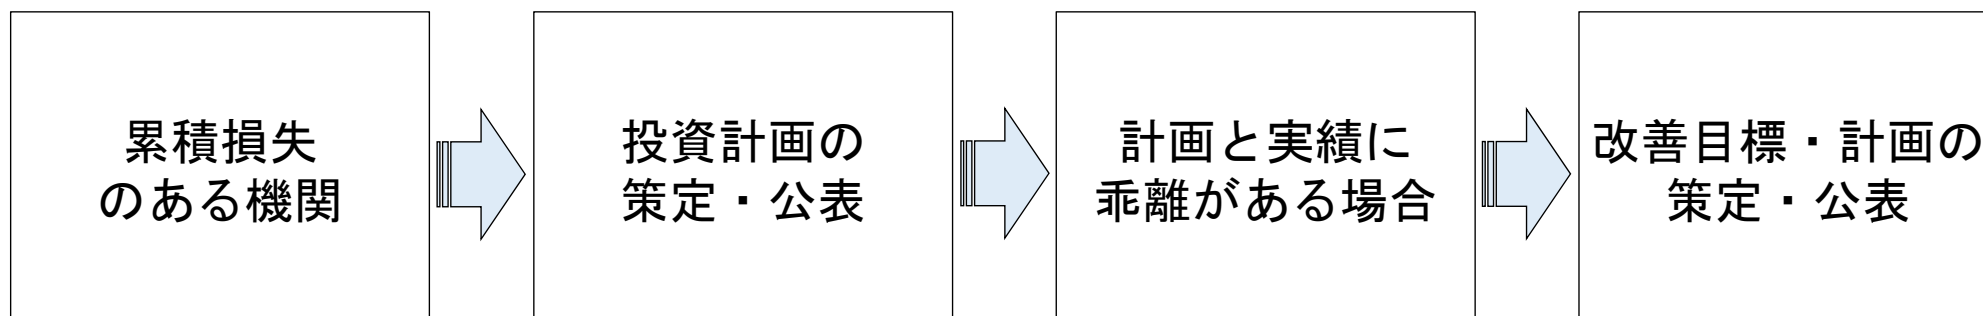 累積損失
のある機関
投資計画の
策定・公表
計画と実績に
乖離がある場合
改善目標・計画の
策定・公表